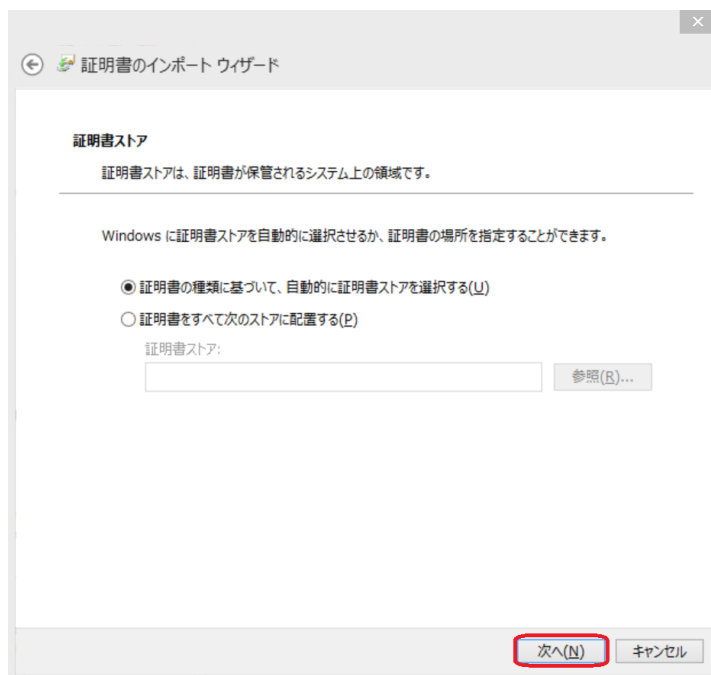 証明書のインポート ウィザード
証明書ストア
証明書ストアは、証明書が保管されるシステム上の領域です。
Windows に証明書ストアを自動的に選択させるか、証明書の場所を指定することができます。
証明書の種類に基づいて、自動的に証明書ストアを選択する(U)
証明書をすべて次のストアに配置する(P)
証明書ストア:
参照(R)...
次へ(N)
キャンセル